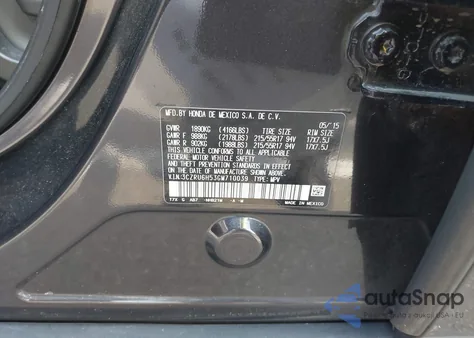 MFD.BY HONDA DE MEXICO S.A. DE C.V.
05/15
GVWR 1890KG (4166LBS) TIRE SIZE RIM SIZE
GAWR F 988KG (2178LBS) 215/55R17 94V 17X7.5J
GAWR R 902KG (1988LBS) 215/55R17 94V 17X7.5J
THIS VEHICLE CONFORMS TO ALL APPLICABLE
FEDERAL MOTOR VEHICLE SAFETY AND
THEFT PREVENTION STANDARDS IN EFFECT ON
THE DATE OF MANUFACTURE SHOWN ABOVE.
V.I.N:3CZRU6H53GM710039 TYPE: MPV
T7X G
MADE IN MEXICO
autoSnap